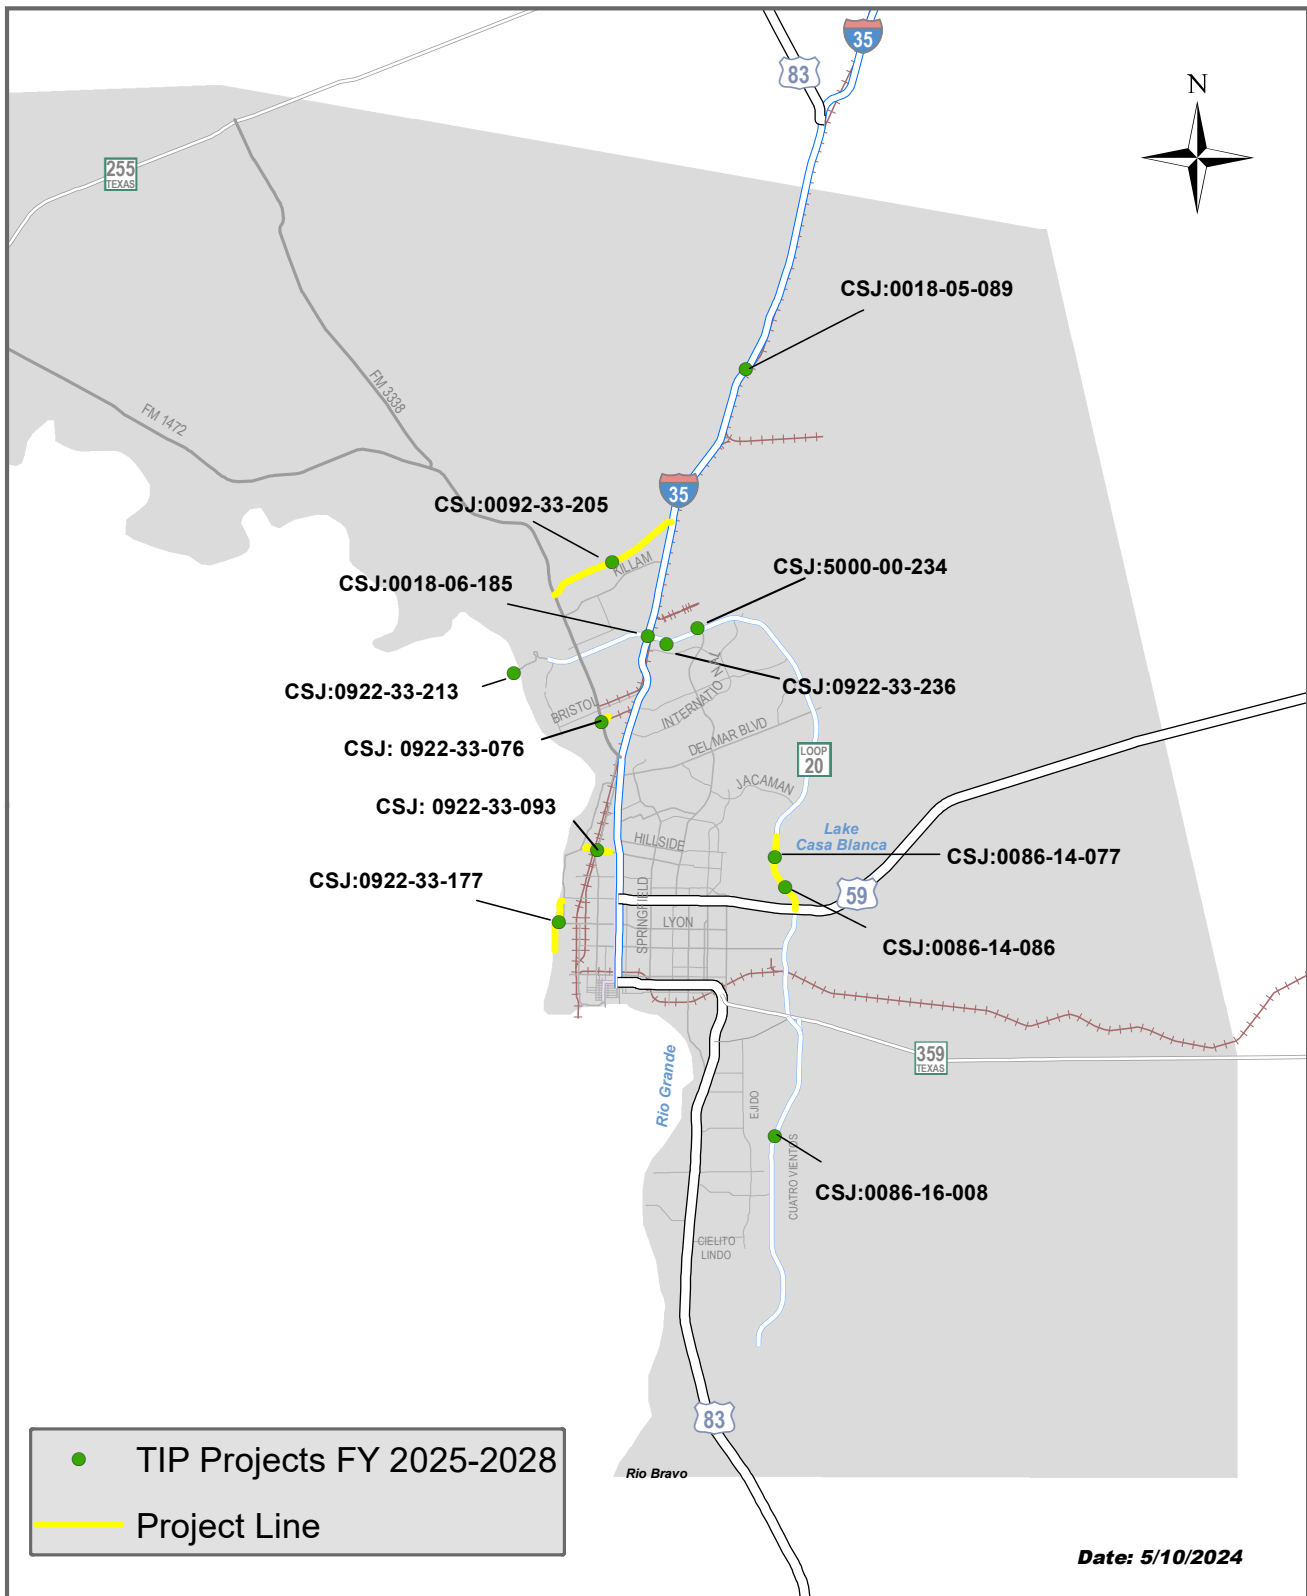 35
83
N
255
TEXAS
CSJ:0018-05-089
FM 3338
FM 1472
35
CSJ:0092-33-205
KILLAM
CSJ:5000-00-234
CSJ:0018-06-185
CSJ:0922-33-213
CSJ:0922-33-236
INTERNATIO
N
AL
BRISTOL
CSJ: 0922-33-076
DEL MAR BLVD
LOOP
20
JACAMAN
CSJ: 0922-33-093
HILLSIDE
Lake
Casa Blanca
CSJ:0086-14-077
CSJ:0922-33-177
59
SPRINGFIELD
LYON
CSJ:0086-14-086
359
TEXAS
Rio Grande
EJIDO
CUATRO VIENTOS
CSJ:0086-16-008
CIELITO
LINDO
83
TIP Projects FY 2025-2028
Project Line
Rio Bravo
Date: 5/10/2024